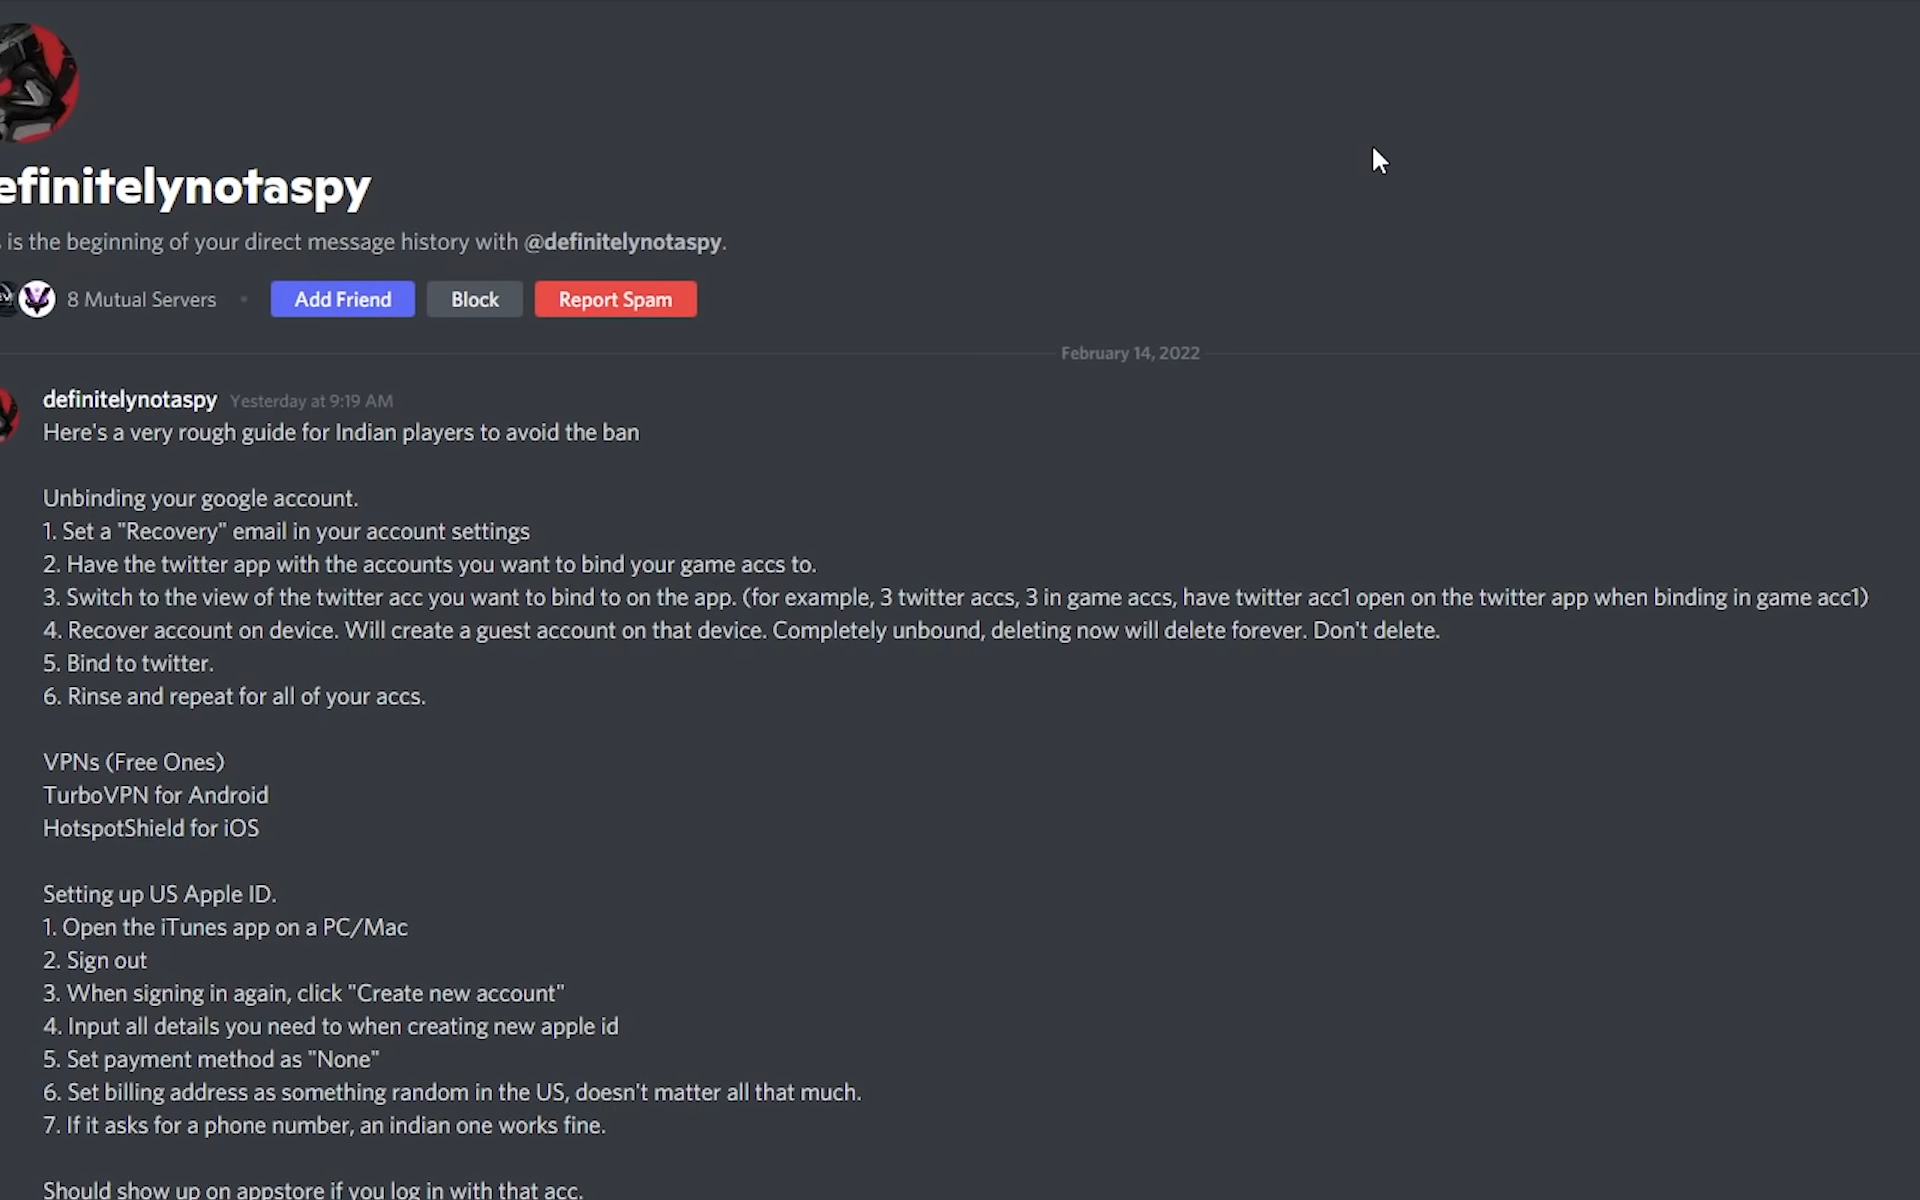 efinitelynotaspy
is the beginning of your direct message history with @definitelynotaspy.
8 Mutual Servers
Add Friend
Block
Report Spam
February 14, 2022
definitelynotaspy Yesterday at 9:19 AM
Here's a very rough guide for Indian players to avoid the ban
Unbinding your google account.
1. Set a "Recovery" email in your account settings
2. Have the twitter app with the accounts you want to bind your game accs to.
3. Switch to the view of the twitter acc you want to bind to on the app. (for example, 3 twitter accs, 3 in game accs, have twitter acc1 open on the twitter app when binding in game acc1)
4. Recover account on device. Will create a guest account on that device. Completely unbound, deleting now will delete forever. Don't delete.
5. Bind to twitter.
6. Rinse and repeat for all of your accs.
VPNs (Free Ones)
TurboVPN for Android
HotspotShield for iOS
Setting up US Apple ID.
1. Open the iTunes app on a PC/Mac
2. Sign out
3. When signing in again, click "Create new account"
4. Input all details you need to when creating new apple id
5. Set payment method as "None"
6. Set billing address as something random in the US, doesn't matter all that much.
7. If it asks for a phone number, an indian one works fine.
Should show up on appstore if you log in with that acc.